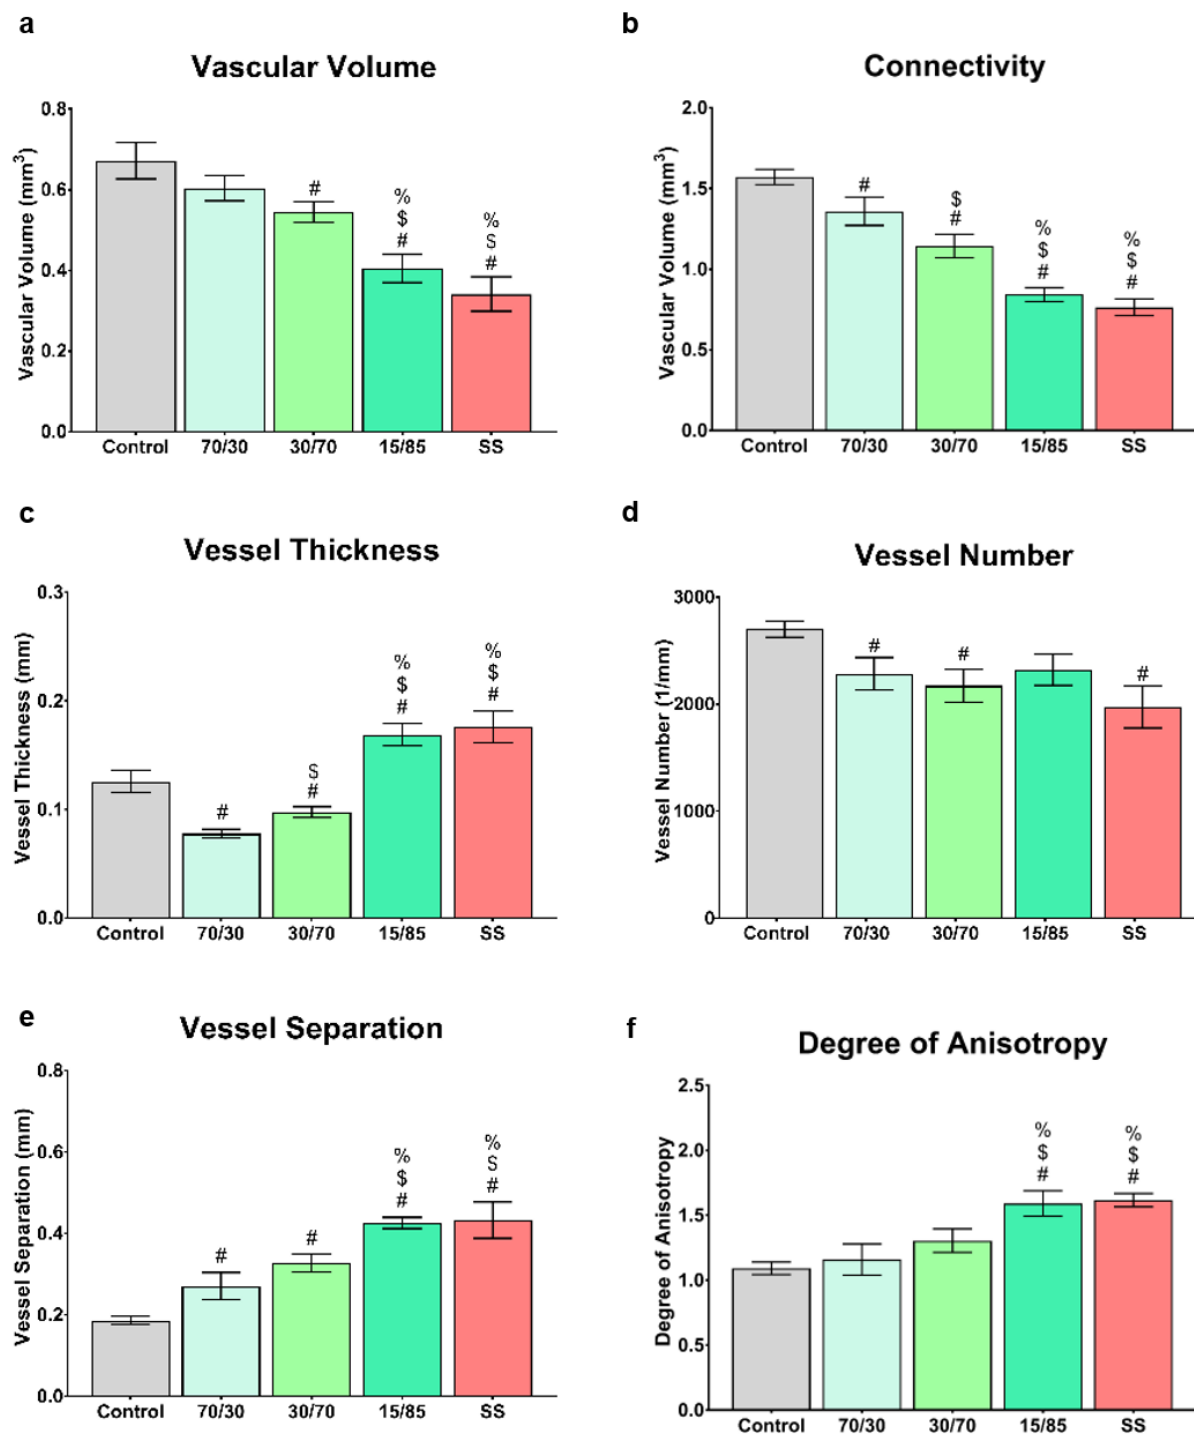 a
Vascular Volume
Vascular Volume (mm³)
0.8
0.6
0.4
0.2
0.0
#
%
$
#
%
$
#
Control 70/30 30/70 15/85 SS
b
Connectivity
Vascular Volume (mm³)
2.0
1.5
1.0
0.5
0.0
#
$
#
%
$
#
%
$
#
Control 70/30 30/70 15/85 SS
c
Vessel Thickness
Vessel Thickness (mm)
0.3
0.2
0.1
0.0
#
$
#
%
$
#
%
$
#
Control 70/30 30/70 15/85 SS
d
Vessel Number
Vessel Number (1/mm)
3000
2000
1000
0
#
#
#
Control 70/30 30/70 15/85 SS
e
Vessel Separation
Vessel Separation (mm)
0.8
0.6
0.4
0.2
0.0
#
#
%
$
#
%
$
#
Control 70/30 30/70 15/85 SS
f
Degree of Anisotropy
Degree of Anisotropy
2.5
2.0
1.5
1.0
0.5
0.0
%
$
#
%
$
#
Control 70/30 30/70 15/85 SS